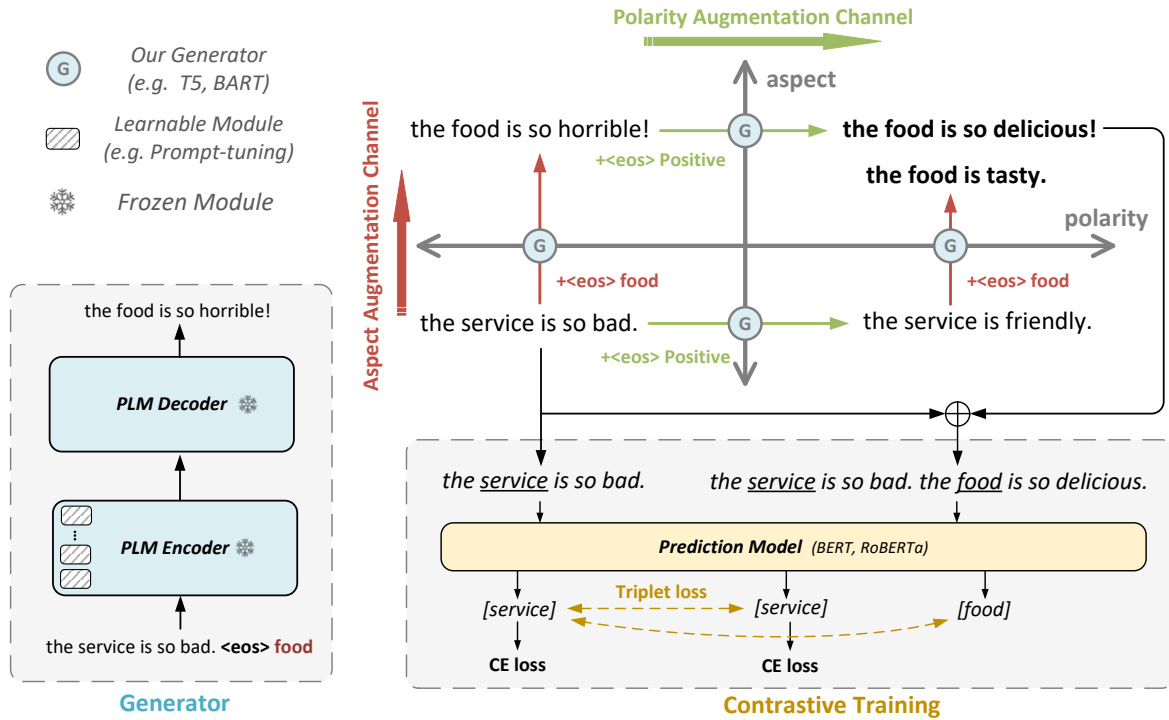 Polarity Augmentation Channel
G
Our Generator
(e.g. T5, BART)
Learnable Module
(e.g. Prompt-tuning)
Frozen Module
Aspect Augmentation Channel
aspect
the food is so horrible!
G
the food is so delicious!
+<eos> Positive
the food is tasty.
polarity
G
G
+<eos> food
+<eos> food
the service is so bad.
G
the service is friendly.
+<eos> Positive
the food is so horrible!
PLM Decoder
PLM Encoder
the service is so bad. <eos> food
Generator
the service is so bad.
the service is so bad. the food is so delicious.
Prediction Model (BERT, RoBERTa)
Triplet loss
[service]
[service]
[food]
CE loss
CE loss
Contrastive Training